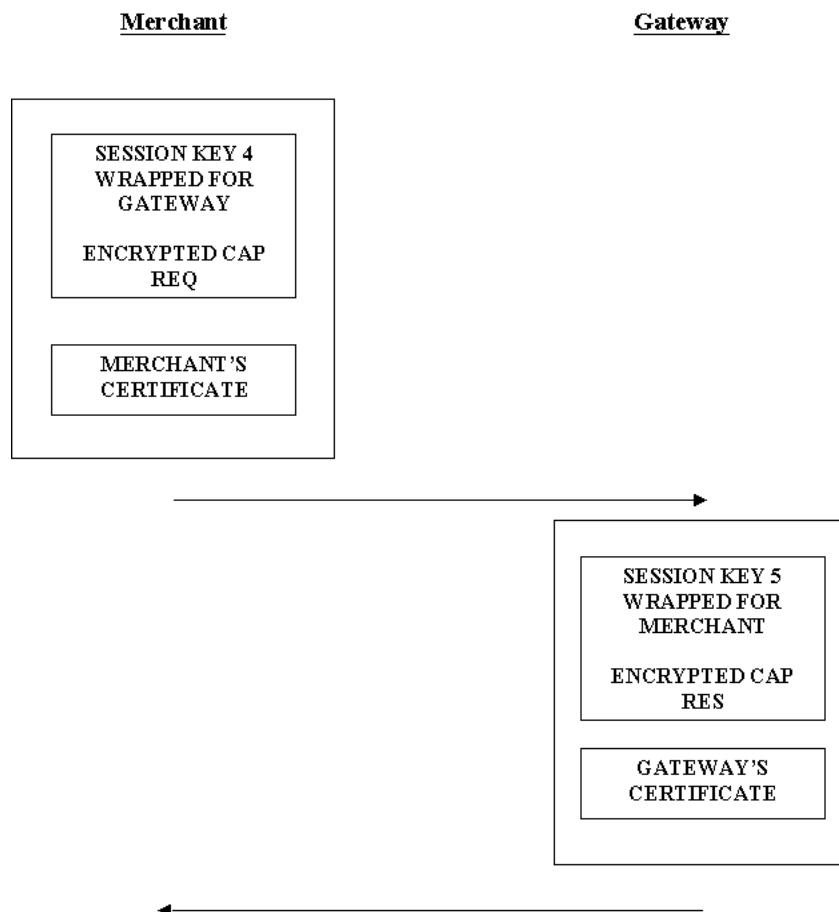 Merchant
Gateway
SESSION KEY 4
WRAPPED FOR
GATEWAY
ENCRYPTED CAP
REQ
MERCHANT'S
CERTIFICATE
SESSION KEY 5
WRAPPED FOR
MERCHANT
ENCRYPTED CAP
RES
GATEWAY'S
CERTIFICATE